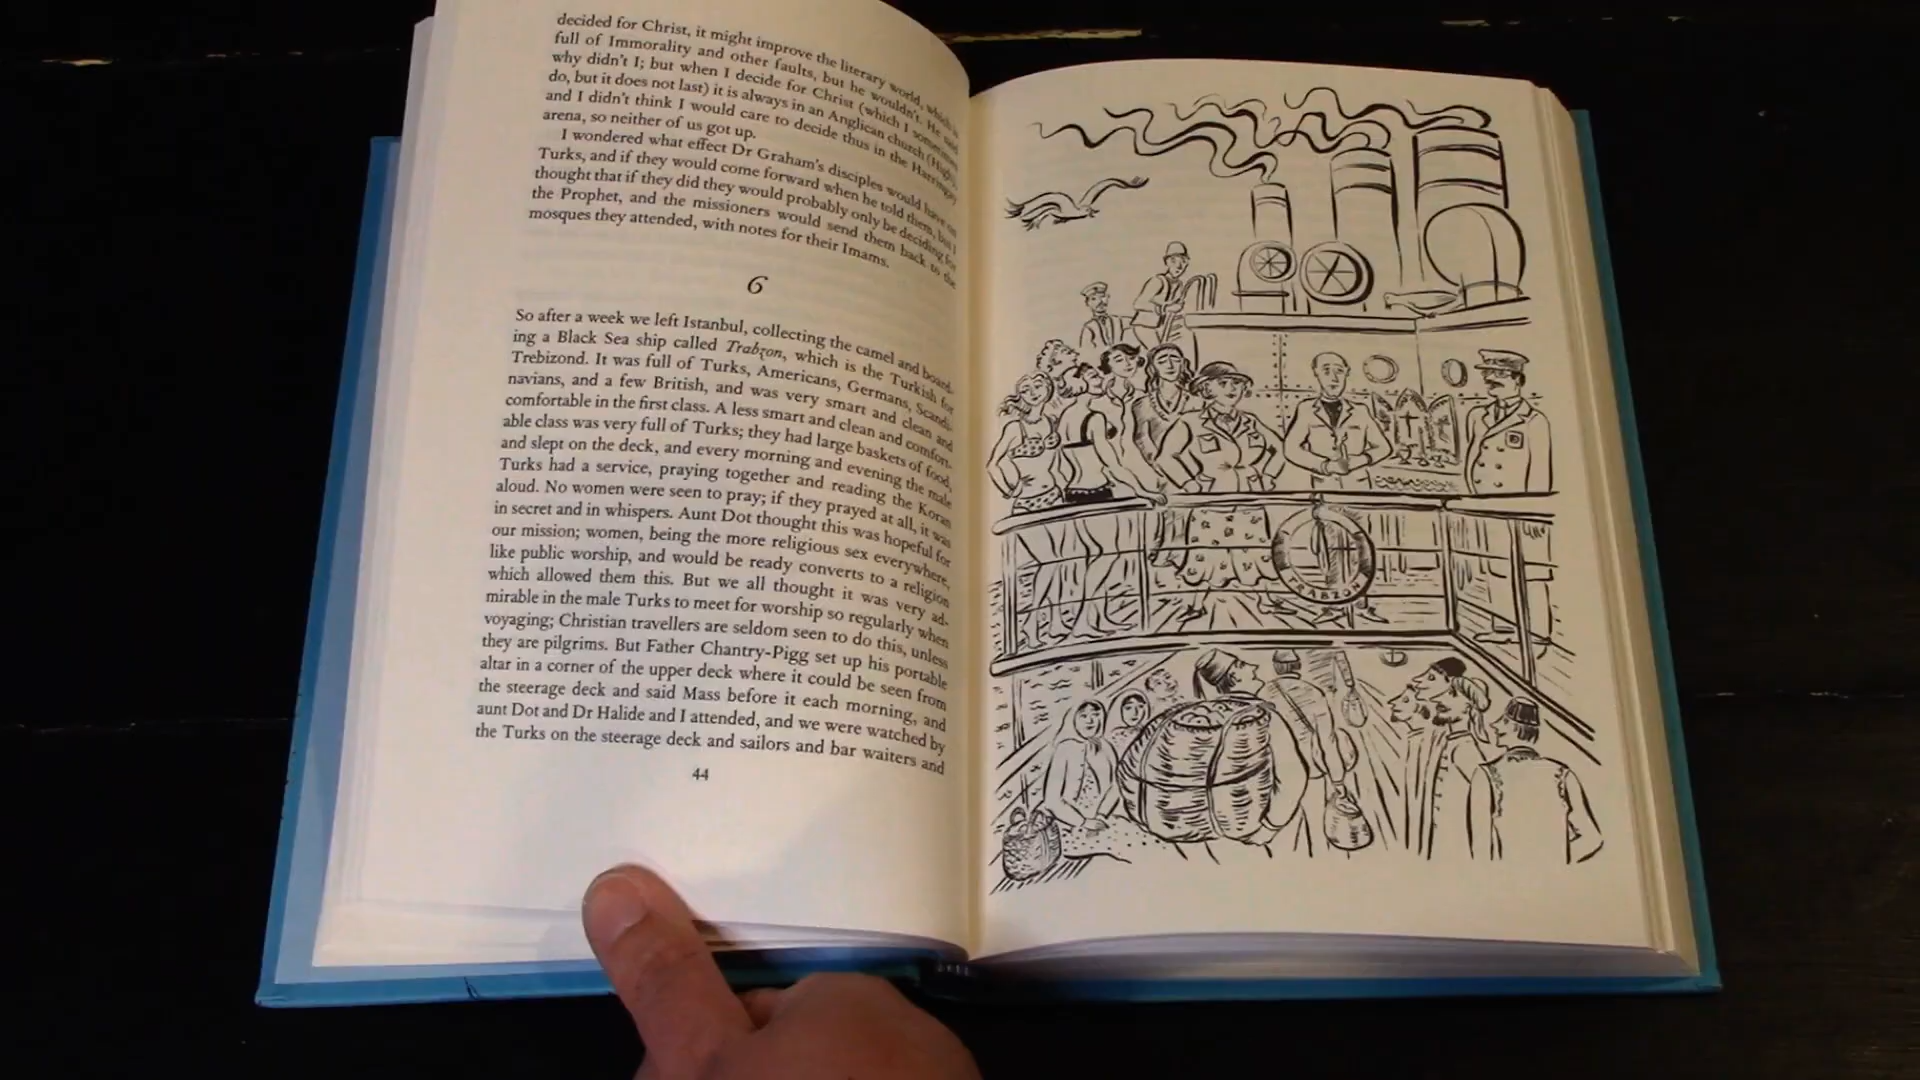 decided for Christ, it might improve the literary world, which is
full of Immorality and other faults, but he wouldn't. He said
why didn't I; but when I decide for Christ (which I sometimes
do, but it does not last) it is always in an Anglican church (High),
and I didn't think I would care to decide thus in the Harringay
arena, so neither of us got up.
I wondered what effect Dr Graham's disciples would have on
Turks, and if they would come forward when he told them, but I
thought that if they did they would probably only be deciding for
the Prophet, and the missioners would send them back to the
mosques they attended, with notes for their Imams.
6
So after a week we left Istanbul, collecting the camel and board-
ing a Black Sea ship called Trabzon, which is the Turkish for
Trebizond. It was full of Turks, Americans, Germans, Scandi-
navians, and a few British, and was very smart and clean and
comfortable in the first class. A less smart and clean and comfort-
able class was very full of Turks; they had large baskets of food,
and slept on the deck, and every morning and evening the male
Turks had a service, praying together and reading the Koran
aloud. No women were seen to pray; if they prayed at all, it was
in secret and in whispers. Aunt Dot thought this was hopeful for
our mission; women, being the more religious sex everywhere,
like public worship, and would be ready converts to a religion
which allowed them this. But we all thought it was very ad-
mirable in the male Turks to meet for worship so regularly when
voyaging; Christian travellers are seldom seen to do this, unless
they are pilgrims. But Father Chantry-Pigg set up his portable
altar in a corner of the upper deck where it could be seen from
the steerage deck and said Mass before it each morning, and
aunt Dot and Dr Halide and I attended, and we were watched by
the Turks on the steerage deck and sailors and bar waiters and
44
TRABZON